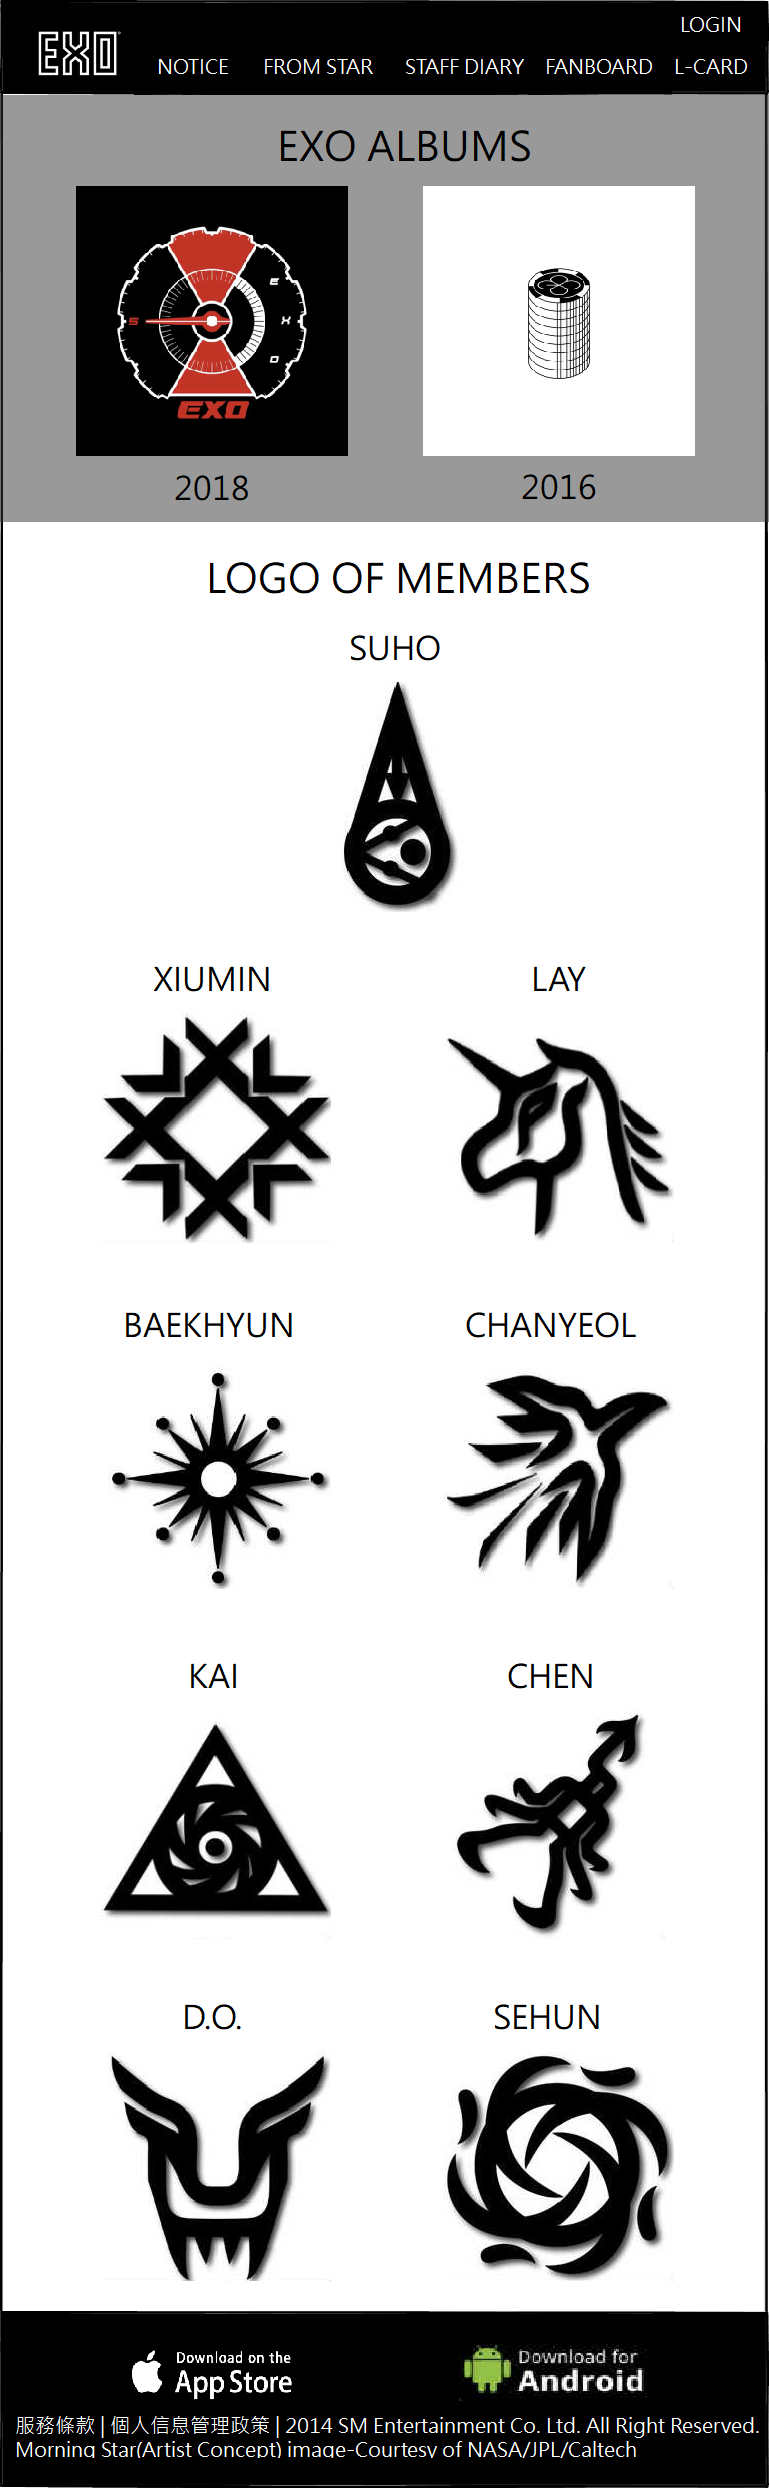 EXO
LOGIN
NOTICE FROM STAR STAFF DIARY FANBOARD L-CARD
EXO ALBUMS
E
S X
O
EXO
2018 2016
LOGO OF MEMBERS
SUHO
XIUMIN LAY
BAEKHYUN CHANYEOL
KAI CHEN
D.O. SEHUN
Download on the Download for
App Store Android
服務條款 | 個人信息管理政策 | 2014 SM Entertainment Co. Ltd. All Right Reserved.
Morning Star(Artist Concept) image-Courtesy of NASA/JPL/Caltech